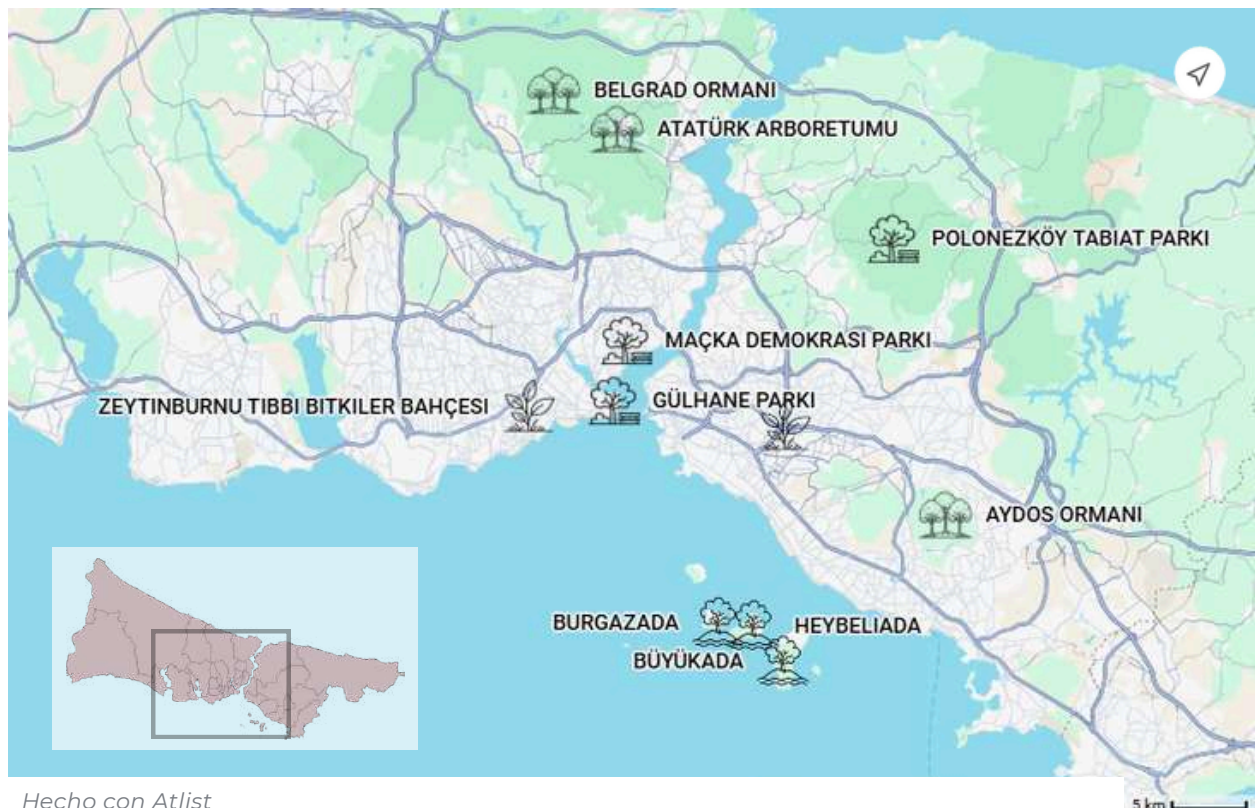 BELGRAD ORMANI
ATATÜRK ARBORETUMU
POLONEZKÖY TABIAT PARKI
MAÇKA DEMOKRASI PARKI
GÜLHANE PARKI
ZEYTINBURNU TIBBI BITKILER BAHÇESI
AYDOS ORMANI
BURGAZADA
HEYBELIADA
BÜYÜKADA
Hecho con Atlist
5 km